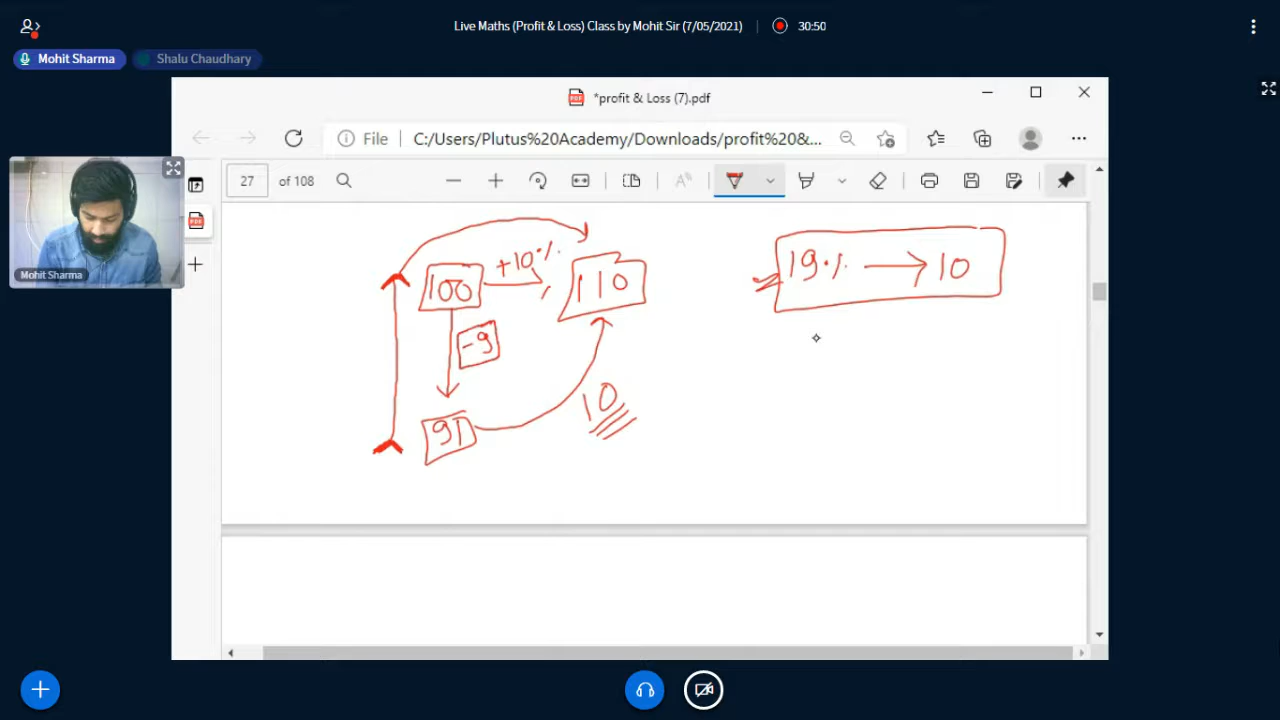 Live Maths (Profit & Loss) Class by Mohit Sir (7/05/2021)
30:50
Mohit Sharma
Shalu Chaudhary
*profit & Loss (7).pdf
File
C:/Users/Plutus%20Academy/Downloads/profit%20&...
27 of 108
Mohit Sharma
100 +10% 110
-9
91
10
19% → 10